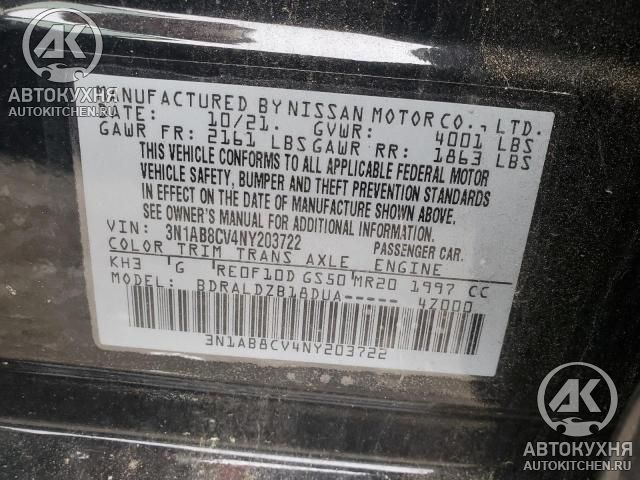 AK
АВТОКУХНЯ
AUTOKITCHEN.RU
MANUFACTURED BY NISSAN MOTOR CO., LTD.
DATE: 10/21. GVWR: 4001 LBS
GAWR FR: 2161 LBS GAWR RR: 1863 LBS
THIS VEHICLE CONFORMS TO ALL APPLICABLE FEDERAL MOTOR
VEHICLE SAFETY, BUMPER AND THEFT PREVENTION STANDARDS
IN EFFECT ON THE DATE OF MANUFACTURE SHOWN ABOVE.
SEE OWNER'S MANUAL FOR ADDITIONAL INFORMATION.
VIN: 3N1AB8CV4NY203722 PASSENGER CAR.
COLOR TRIM TRANS AXLE ENGINE
KH3 G RE0F10D GS50 MR20 1997 CC
MODEL: BDRALDZB18DUA----- 4Z000
3N1AB8CV4NY203722
AK
АВТОКУХНЯ
AUTOKITCHEN.RU